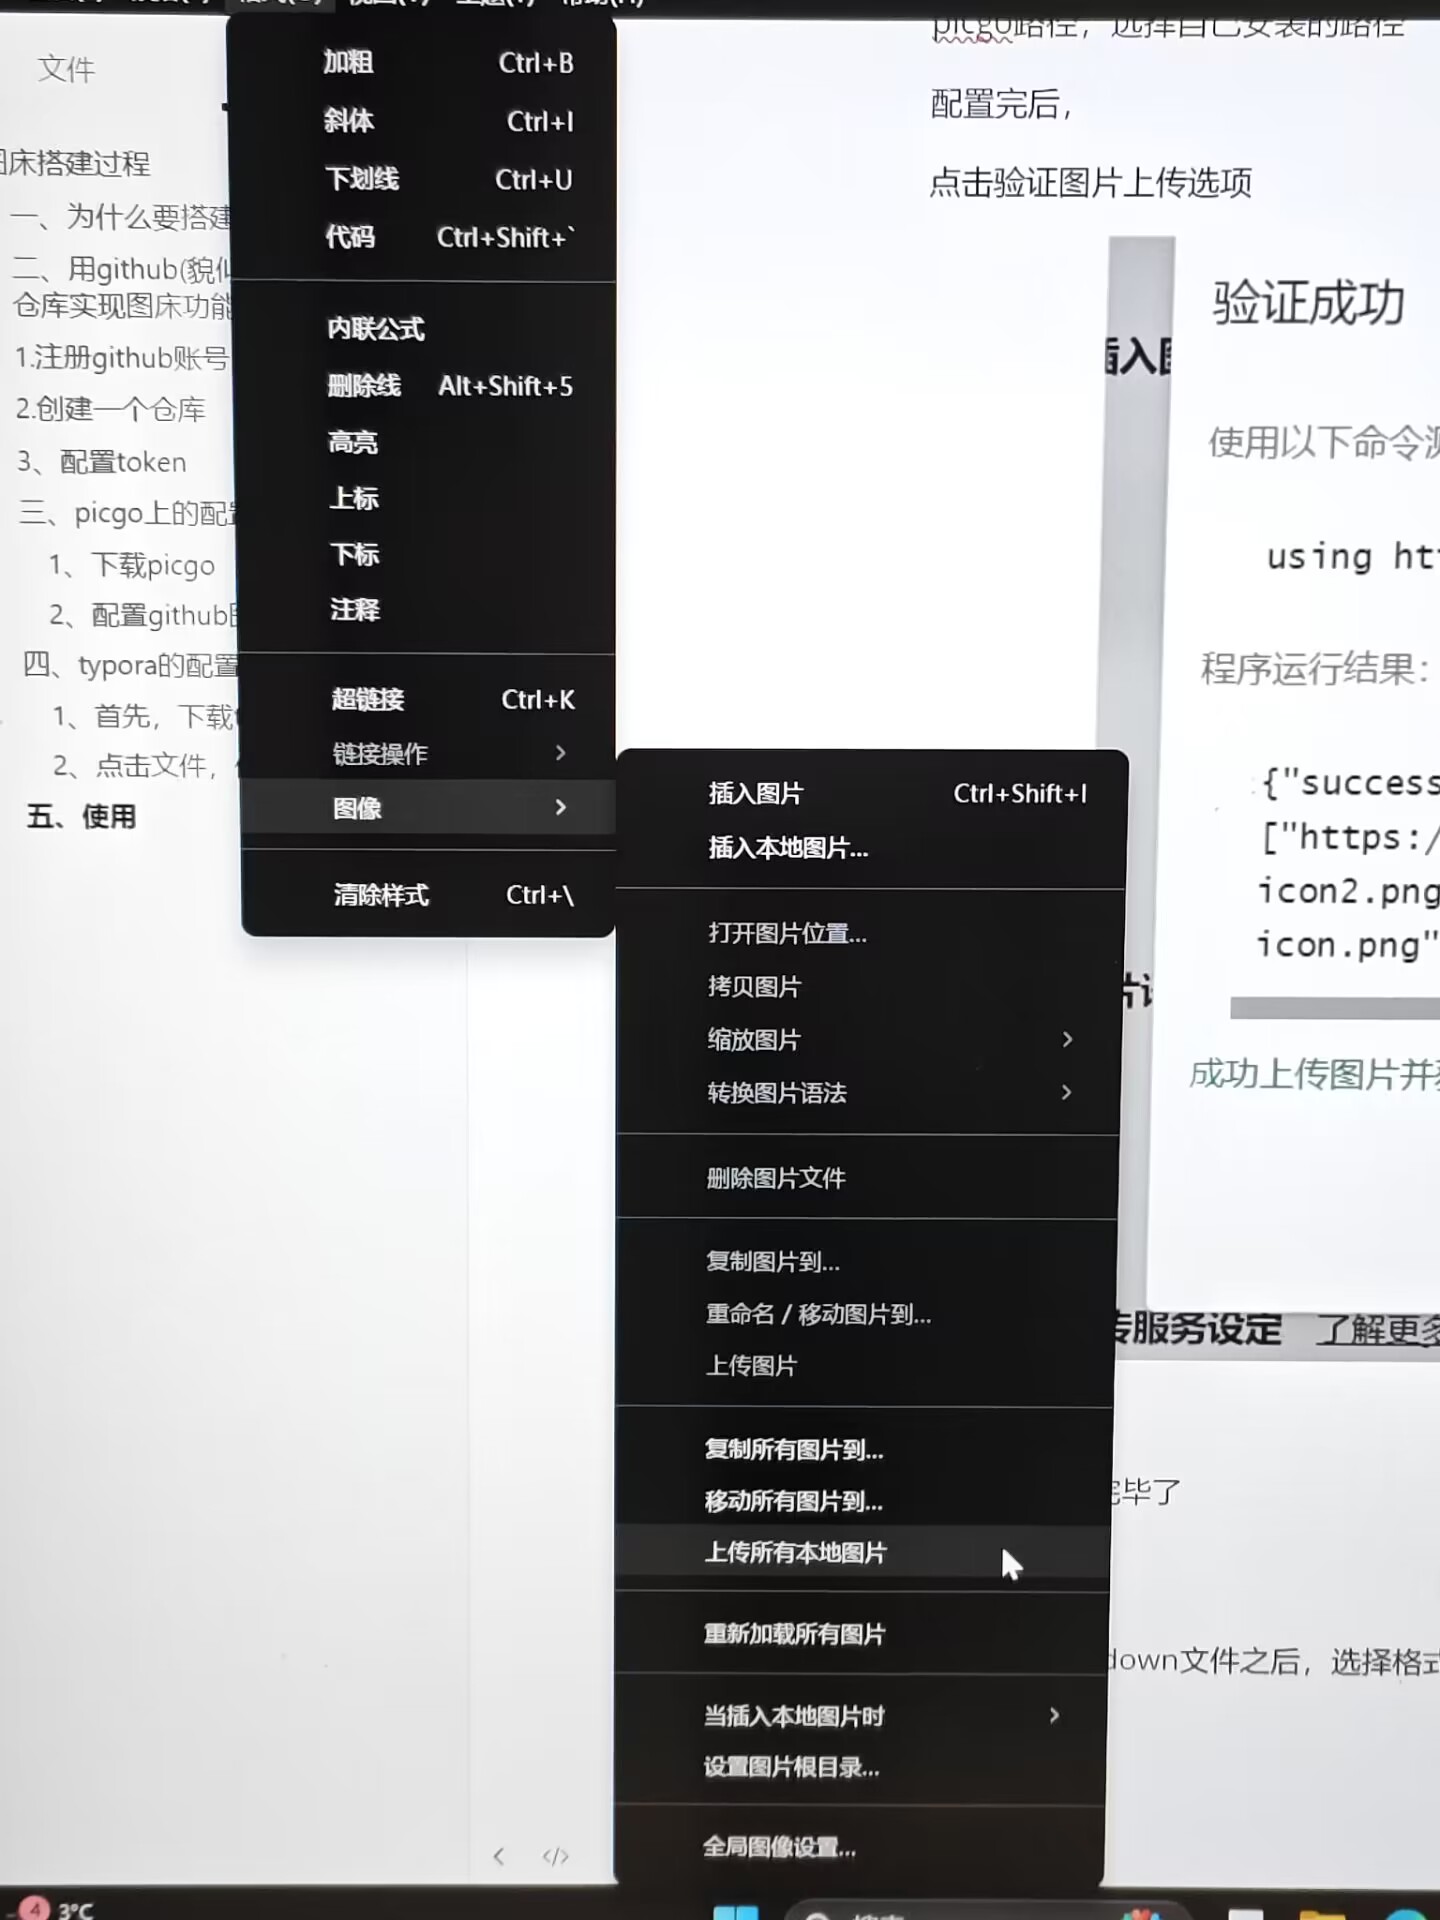 文件
图床搭建过程
一、为什么要搭建
二、用github(貌似
仓库实现图床功能
1.注册github账号
2.创建一个仓库
3、配置token
三、picgo上的配置
1、下载picgo
2、配置github
四、typora的配置
1、首先，下载
2、点击文件，
五、使用
加粗 Ctrl+B
斜体 Ctrl+I
下划线 Ctrl+U
代码 Ctrl+Shift+`
内联公式
删除线 Alt+Shift+5
高亮
上标
下标
注释
超链接 Ctrl+K
链接操作 >
图像 >
清除样式 Ctrl+\
插入图片 Ctrl+Shift+I
插入本地图片...
打开图片位置...
拷贝图片
缩放图片 >
转换图片语法 >
删除图片文件
复制图片到...
重命名 / 移动图片到...
上传图片
复制所有图片到...
移动所有图片到...
上传所有本地图片
重新加载所有图片
当插入本地图片时 >
设置图片根目录...
全局图像设置...
picgo路径，选择自己安装的路径
配置完后，
点击验证图片上传选项
验证成功
插入图
使用以下命令测
using htt
程序运行结果：
{"success
["https:/
icon2.png
icon.png"
片语
成功上传图片并
传服务设定 了解更多
完毕了
down文件之后，选择格式
< </>
4 3°C